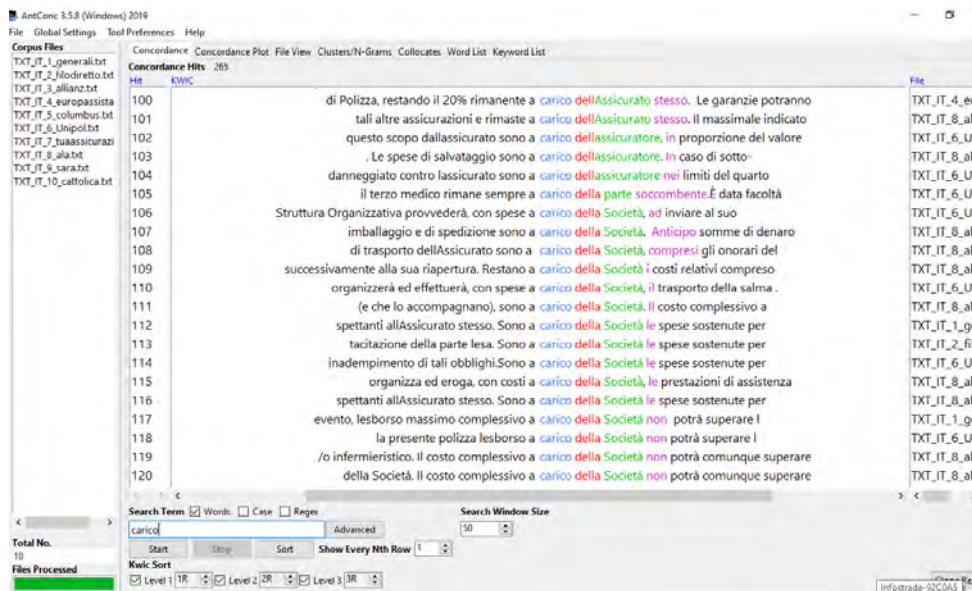 AntConc 3.5.8 (Windows) 2019
File Global Settings Tool Preferences Help
Corpus Files
TXT_IT_1_generali.txt
TXT_IT_2_filodiretto.txt
TXT_IT_3_allianz.txt
TXT_IT_4_europassista
TXT_IT_5_columbus.txt
TXT_IT_6_Unipol.txt
TXT_IT_7_tuaassicurazi
TXT_IT_8_ala.txt
TXT_IT_9_sara.txt
TXT_IT_10_cattolica.txt
Concordance Concordance Plot File View Clusters/N-Grams Collocates Word List Keyword List
Concordance Hits 265
Hit KWIC File
100 di Polizza, restando il 20% rimanente a carico dellAssicurato stesso. Le garanzie potranno TXT_IT_4_e
101 tali altre assicurazioni e rimaste a carico dellAssicurato stesso. Il massimale indicato TXT_IT_8_al
102 questo scopo dallassicurato sono a carico dellassicuratore, in proporzione del valore TXT_IT_6_U
103 . Le spese di salvataggio sono a carico dellassicuratore. In caso di sotto- TXT_IT_8_al
104 danneggiato contro lassicurato sono a carico dellassicuratore nei limiti del quarto TXT_IT_6_U
105 il terzo medico rimane sempre a carico della parte soccombente.È data facoltà TXT_IT_6_U
106 Struttura Organizzativa provvederà, con spese a carico della Società, ad inviare al suo TXT_IT_6_U
107 imballaggio e di spedizione sono a carico della Società. Anticipo somme di denaro TXT_IT_8_al
108 di trasporto dellAssicurato sono a carico della Società, compresi gli onorari del TXT_IT_8_al
109 successivamente alla sua riapertura. Restano a carico della Società i costi relativi compreso TXT_IT_8_al
110 organizzerà ed effettuerà, con spese a carico della Società, il trasporto della salma . TXT_IT_6_U
111 (e che lo accompagnano), sono a carico della Società. Il costo complessivo a TXT_IT_8_al
112 spettanti allAssicurato stesso. Sono a carico della Società le spese sostenute per TXT_IT_1_g
113 tacitazione della parte lesa. Sono a carico della Società le spese sostenute per TXT_IT_2_fi
114 inadempimento di tali obblighi.Sono a carico della Società le spese sostenute per TXT_IT_6_U
115 organizza ed eroga, con costi a carico della Società, le prestazioni di assistenza TXT_IT_8_al
116 spettanti allAssicurato stesso. Sono a carico della Società le spese sostenute per TXT_IT_8_al
117 evento, lesborso massimo complessivo a carico della Società non potrà superare l TXT_IT_1_g
118 la presente polizza lesborso a carico della Società non potrà superare l TXT_IT_6_U
119 /o infermieristico. Il costo complessivo a carico della Società non potrà comunque superare TXT_IT_8_al
120 della Società. Il costo complessivo a carico della Società non potrà comunque superare TXT_IT_8_al
Search Term Words Case Regex Search Window Size
carico Advanced 50
Start Stop Sort Show Every Nth Row 1
Kwic Sort
Level 1 1R Level 2 2R Level 3 3R
Total No.
10
Files Processed
Infostrada-92C0A5